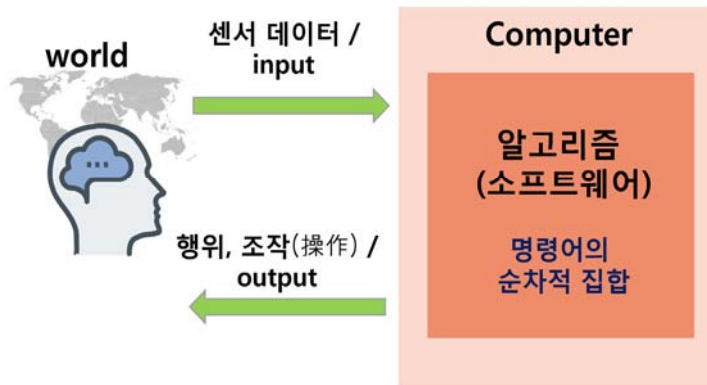 world
센서 데이터 /
input
행위, 조작(操作) /
output
Computer
알고리즘
(소프트웨어)
명령어의
순차적 집합